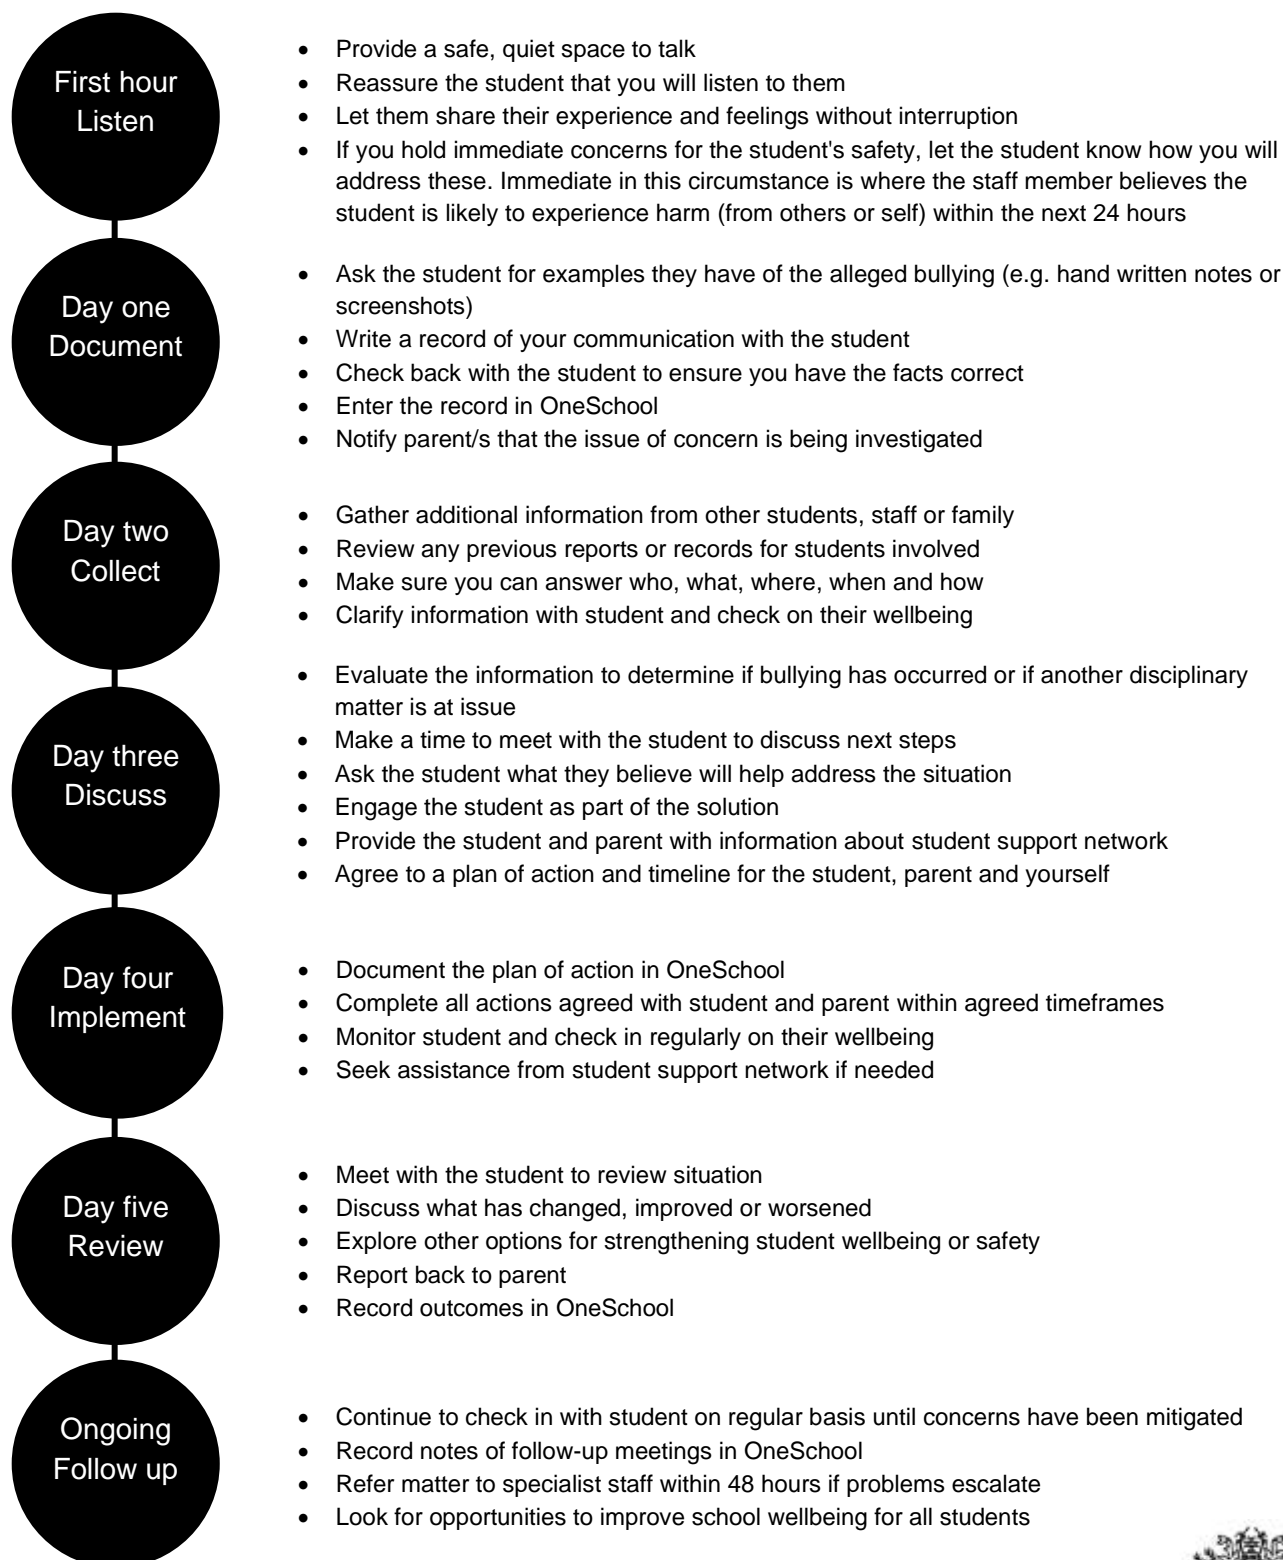 First hour
Listen
• Provide a safe, quiet space to talk
• Reassure the student that you will listen to them
• Let them share their experience and feelings without interruption
• If you hold immediate concerns for the student's safety, let the student know how you will
address these. Immediate in this circumstance is where the staff member believes the
student is likely to experience harm (from others or self) within the next 24 hours
Day one
Document
• Ask the student for examples they have of the alleged bullying (e.g. hand written notes or
screenshots)
• Write a record of your communication with the student
• Check back with the student to ensure you have the facts correct
• Enter the record in OneSchool
• Notify parent/s that the issue of concern is being investigated
Day two
Collect
• Gather additional information from other students, staff or family
• Review any previous reports or records for students involved
• Make sure you can answer who, what, where, when and how
• Clarify information with student and check on their wellbeing
Day three
Discuss
• Evaluate the information to determine if bullying has occurred or if another disciplinary
matter is at issue
• Make a time to meet with the student to discuss next steps
• Ask the student what they believe will help address the situation
• Engage the student as part of the solution
• Provide the student and parent with information about student support network
• Agree to a plan of action and timeline for the student, parent and yourself
Day four
Implement
• Document the plan of action in OneSchool
• Complete all actions agreed with student and parent within agreed timeframes
• Monitor student and check in regularly on their wellbeing
• Seek assistance from student support network if needed
Day five
Review
• Meet with the student to review situation
• Discuss what has changed, improved or worsened
• Explore other options for strengthening student wellbeing or safety
• Report back to parent
• Record outcomes in OneSchool
Ongoing
Follow up
• Continue to check in with student on regular basis until concerns have been mitigated
• Record notes of follow-up meetings in OneSchool
• Refer matter to specialist staff within 48 hours if problems escalate
• Look for opportunities to improve school wellbeing for all students